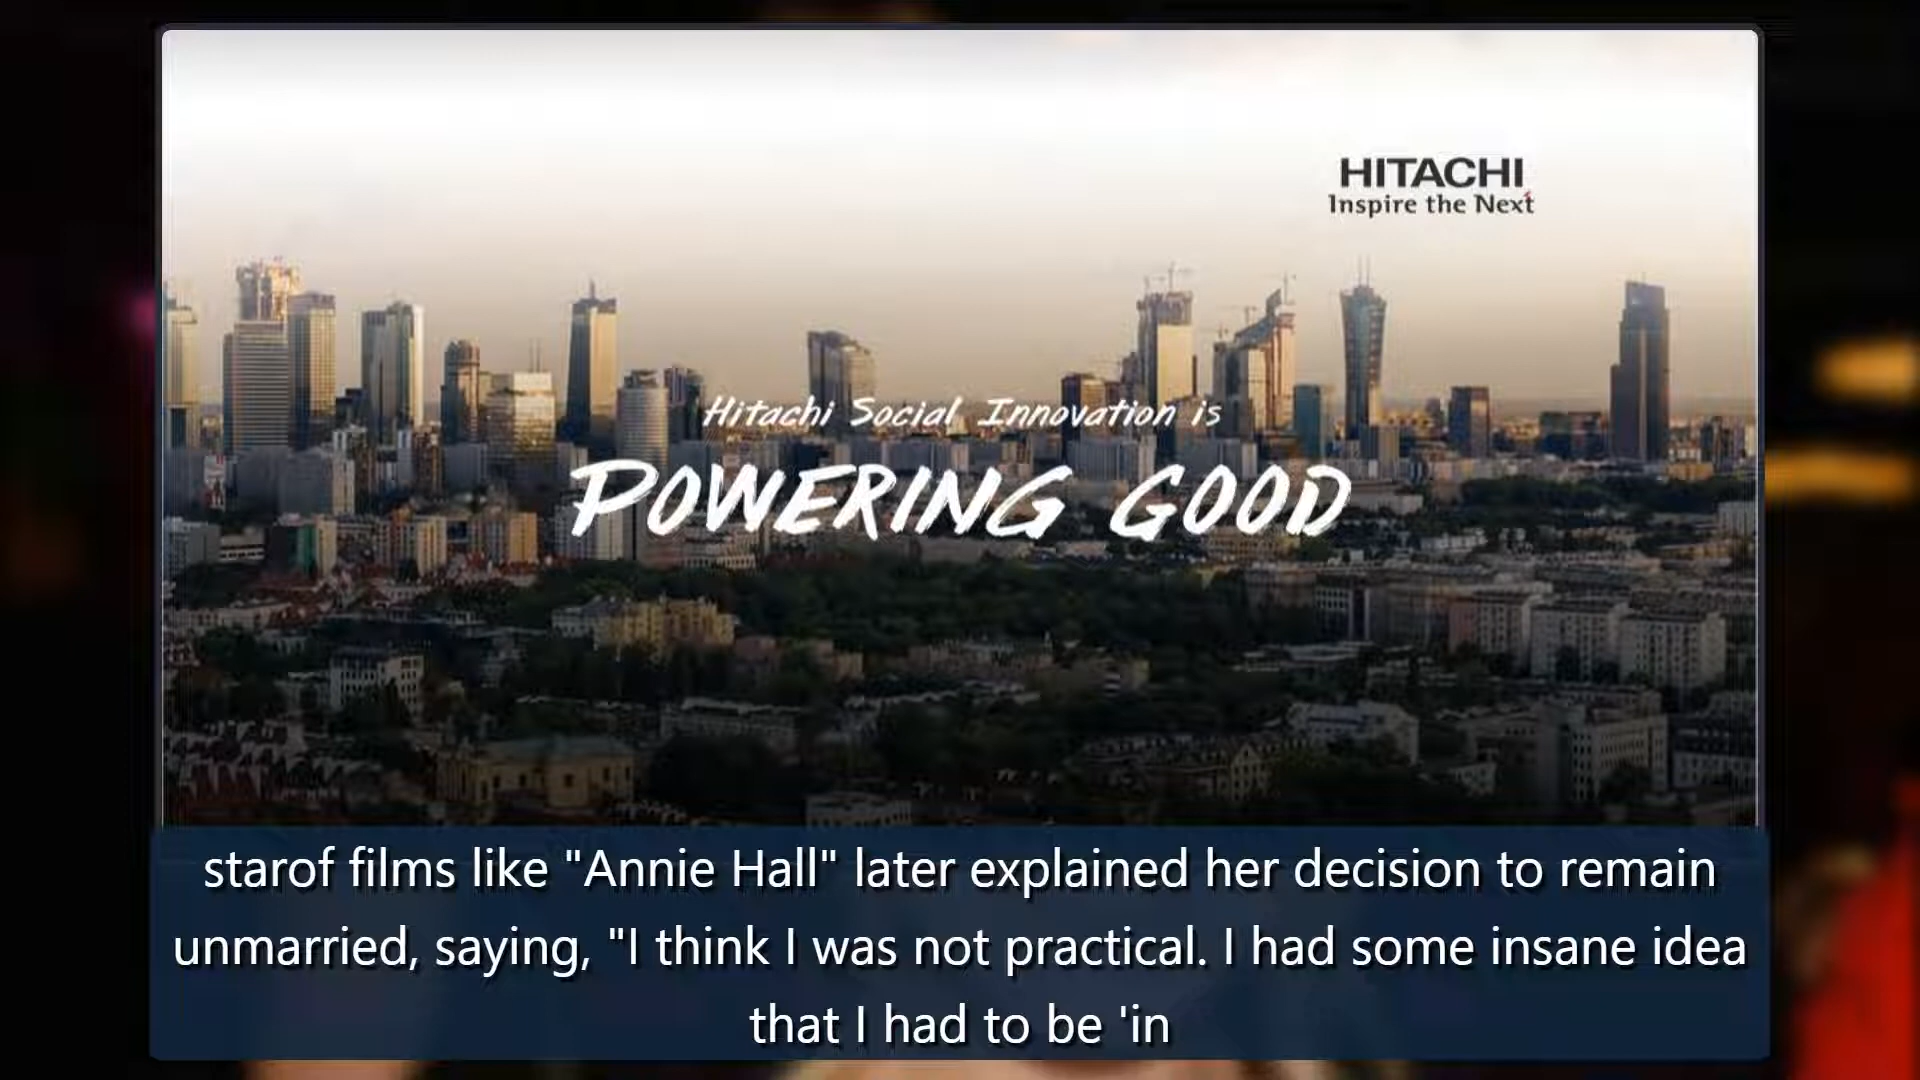 HITACHI
Inspire the Next
Hitachi Social Innovation is
POWERING GOOD
starof films like "Annie Hall" later explained her decision to remain
unmarried, saying, "I think I was not practical. I had some insane idea
that I had to be 'in